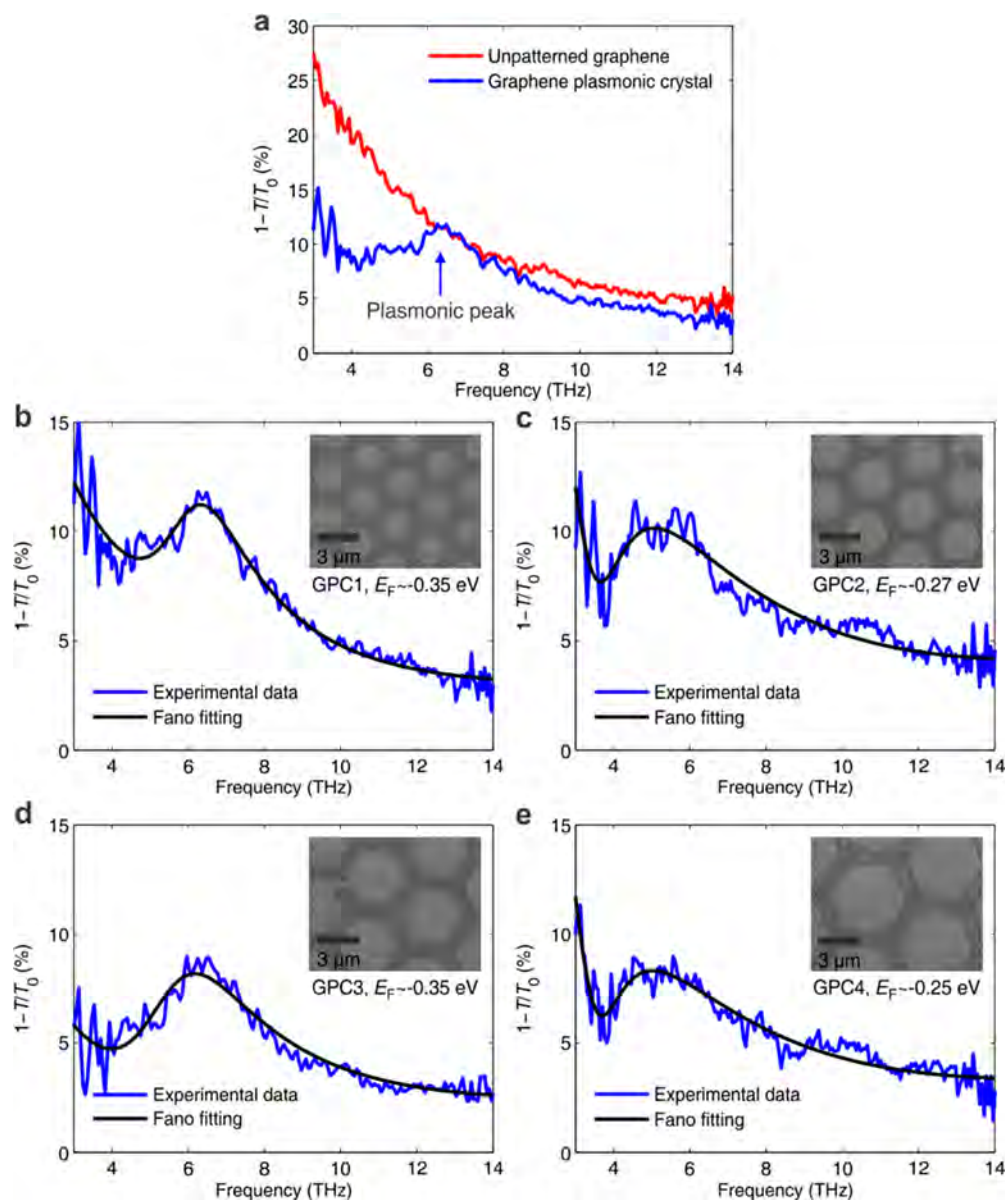 a
30
25
20
15
10
5
0
1−T/T0 (%)
Unpatterned graphene
Graphene plasmonic crystal
Plasmonic peak
4 6 8 10 12 14
Frequency (THz)
b
15
10
5
0
1−T/T0 (%)
3 μm
GPC1, EF~-0.35 eV
Experimental data
Fano fitting
4 6 8 10 12 14
Frequency (THz)
c
15
10
5
0
1−T/T0 (%)
3 μm
GPC2, EF~-0.27 eV
Experimental data
Fano fitting
4 6 8 10 12 14
Frequency (THz)
d
15
10
5
0
1−T/T0 (%)
3 μm
GPC3, EF~-0.35 eV
Experimental data
Fano fitting
4 6 8 10 12 14
Frequency (THz)
e
15
10
5
0
1−T/T0 (%)
3 μm
GPC4, EF~-0.25 eV
Experimental data
Fano fitting
4 6 8 10 12 14
Frequency (THz)